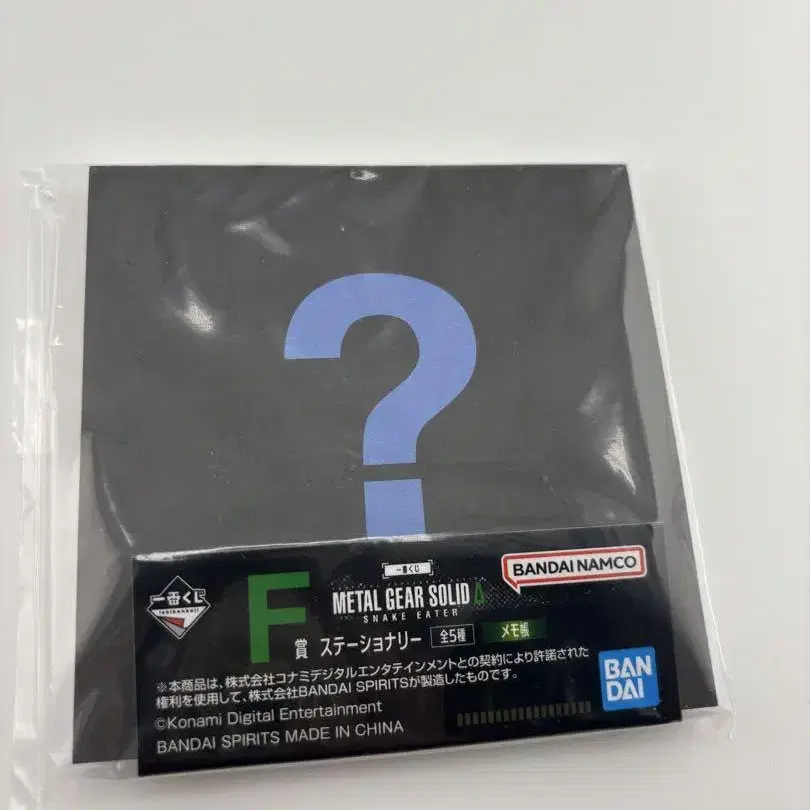 ?
一番くじ
ichibankuji
F賞
一番くじ
METAL GEAR SOLID Δ
SNAKE EATER
ステーショナリー 全5種 メモ帳
BANDAI NAMCO
※本商品は、株式会社コナミデジタルエンタテインメントとの契約により許諾された
権利を使用して、株式会社BANDAI SPIRITSが製造したものです。
©Konami Digital Entertainment
BANDAI SPIRITS MADE IN CHINA
BAN
DAI